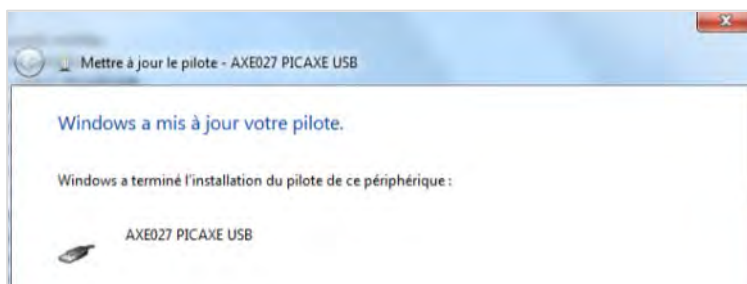 Mettre à jour le pilote - AXE027 PICAXE USB
Windows a mis à jour votre pilote.
Windows a terminé l'installation du pilote de ce périphérique :
AXE027 PICAXE USB